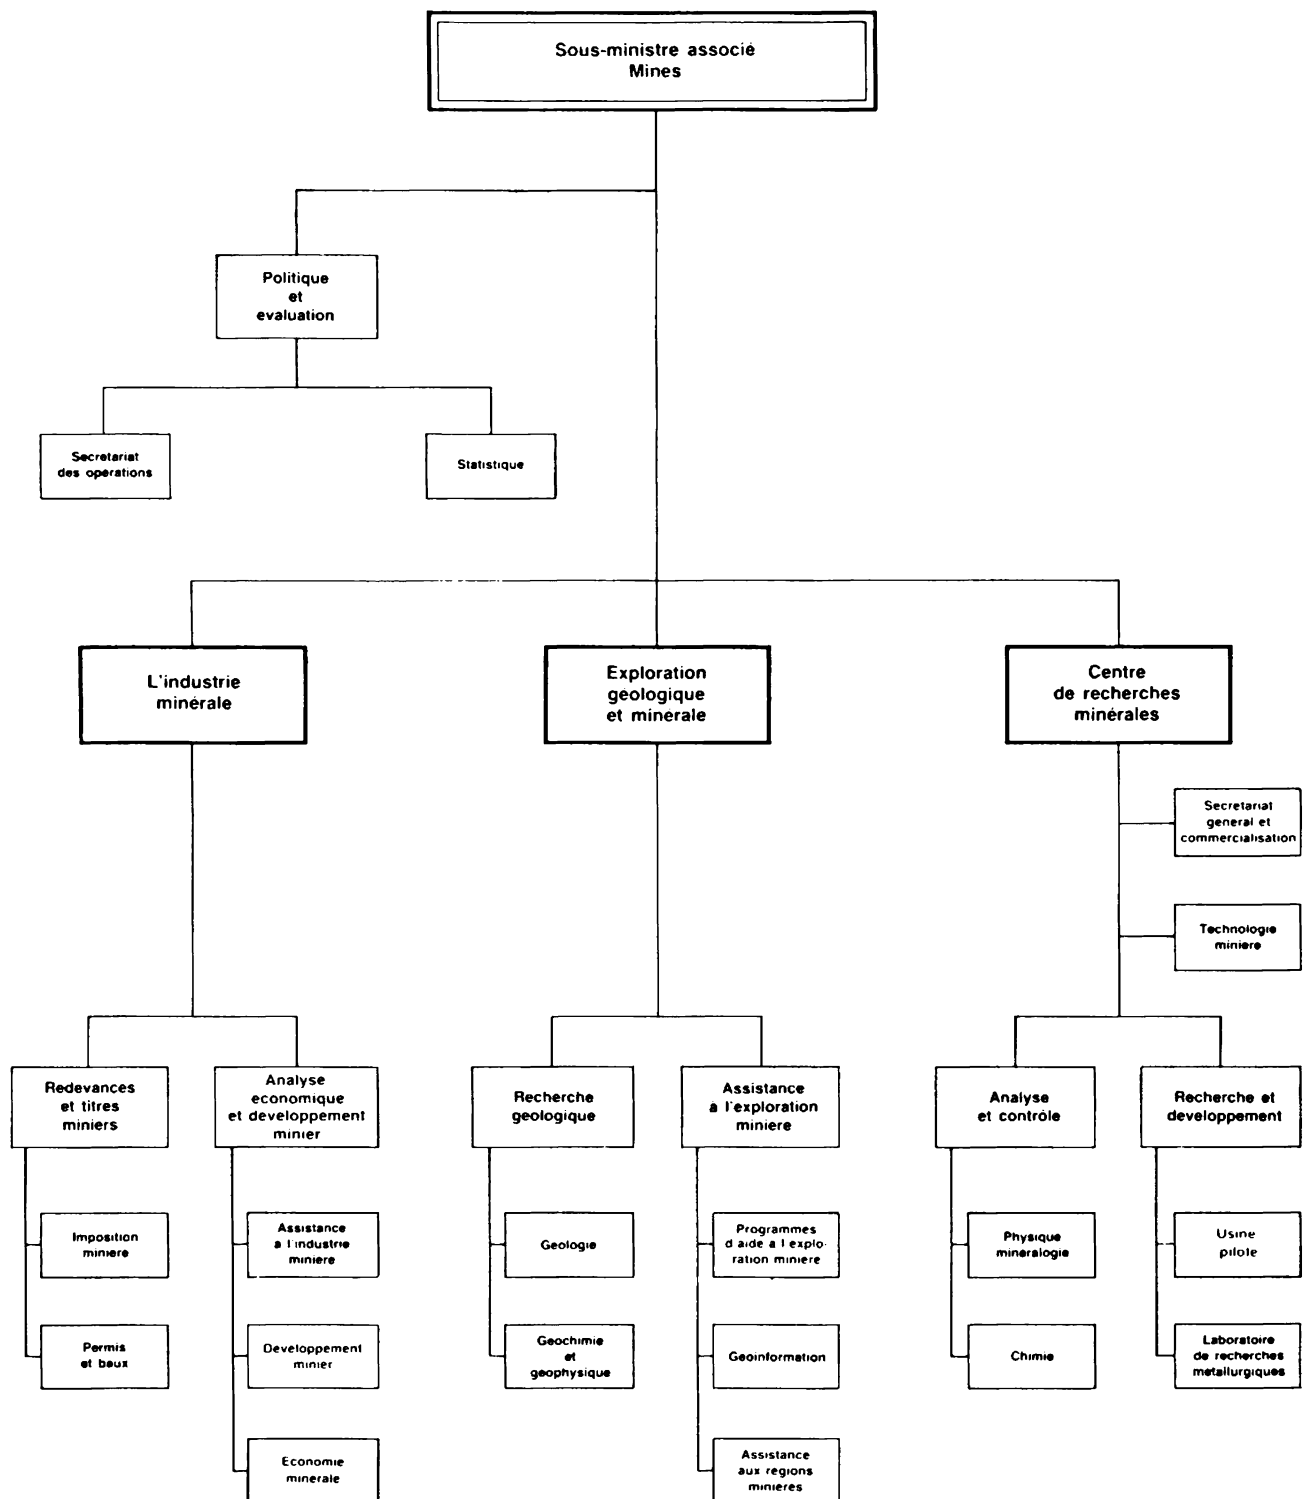 Sous-ministre associé
Mines
Politique
et
evaluation
Secretariat
des operations
Statistique
L'industrie
minérale
Exploration
géologique
et minérale
Centre
de recherches
minérales
Secretariat
general et
commercialisation
Technologie
miniere
Redevances
et titres
miniers
Analyse
economique
et developpement
minier
Recherche
geologique
Assistance
à l'exploration
miniere
Analyse
et contrôle
Recherche et
developpement
Imposition
miniere
Assistance
a l'industrie
miniere
Geologie
Programmes
d'aide a l'explo-
ration miniere
Physique
mineralogie
Usine
pilote
Permis
et baux
Developpement
minier
Geochimie
et
geophysique
Geoinformation
Chimie
Laboratoire
de recherches
metallurgiques
Economie
minerale
Assistance
aux regions
minieres